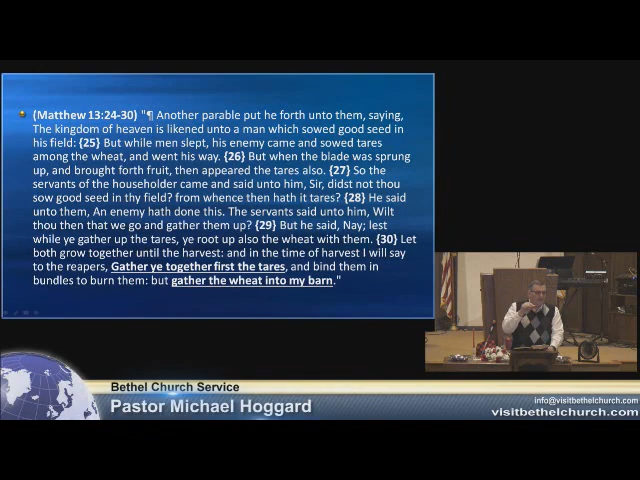 (Matthew 13:24-30) "¶ Another parable put he forth unto them, saying,
The kingdom of heaven is likened unto a man which sowed good seed in
his field: {25} But while men slept, his enemy came and sowed tares
among the wheat, and went his way. {26} But when the blade was sprung
up, and brought forth fruit, then appeared the tares also. {27} So the
servants of the householder came and said unto him, Sir, didst not thou
sow good seed in thy field? from whence then hath it tares? {28} He said
unto them, An enemy hath done this. The servants said unto him, Wilt
thou then that we go and gather them up? {29} But he said, Nay; lest
while ye gather up the tares, ye root up also the wheat with them. {30} Let
both grow together until the harvest: and in the time of harvest I will say
to the reapers, Gather ye together first the tares, and bind them in
bundles to burn them: but gather the wheat into my barn."
Bethel Church Service
Pastor Michael Hoggard
info@visitbethelchurch.com
visitbethelchurch.com